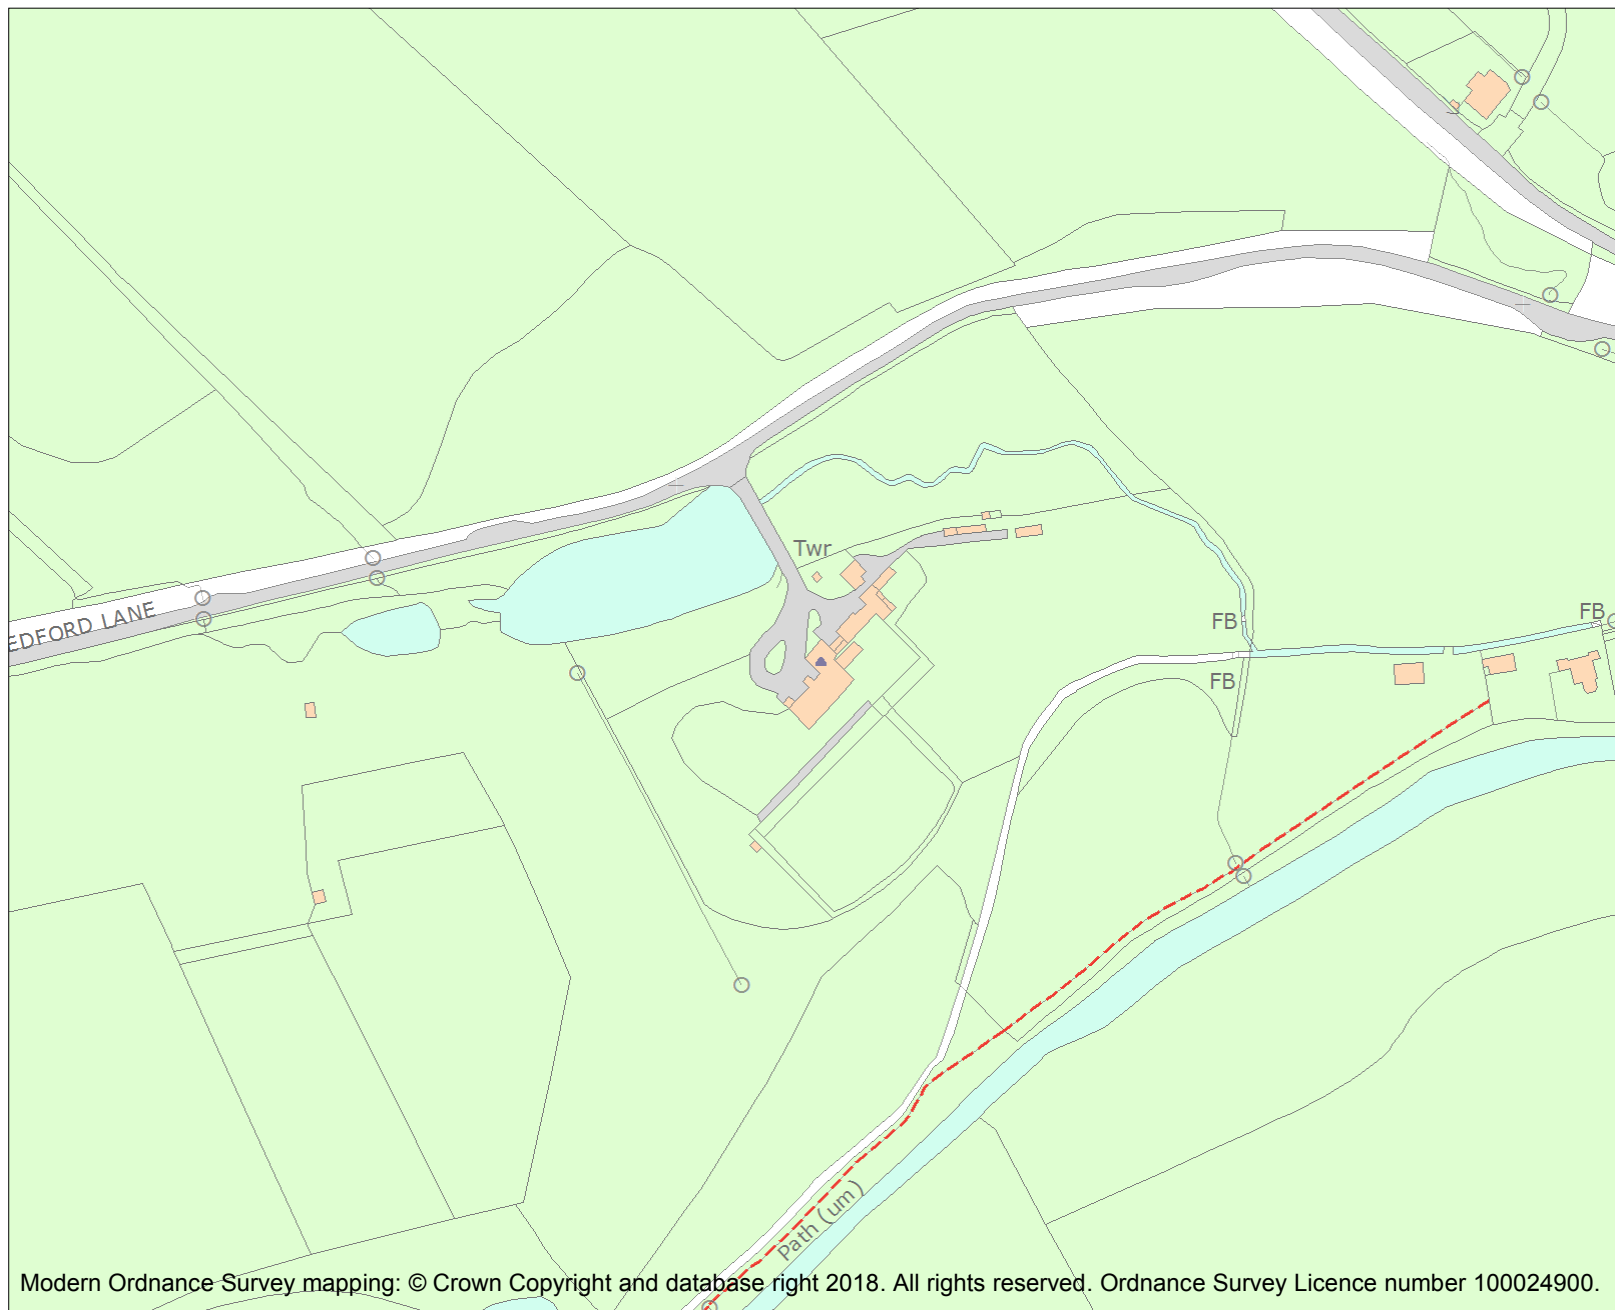 Twr
EDFORD LANE
FB
FB
FB
Path (um)
Modern Ordnance Survey mapping: © Crown Copyright and database right 2018. All rights reserved. Ordnance Survey Licence number 100024900.